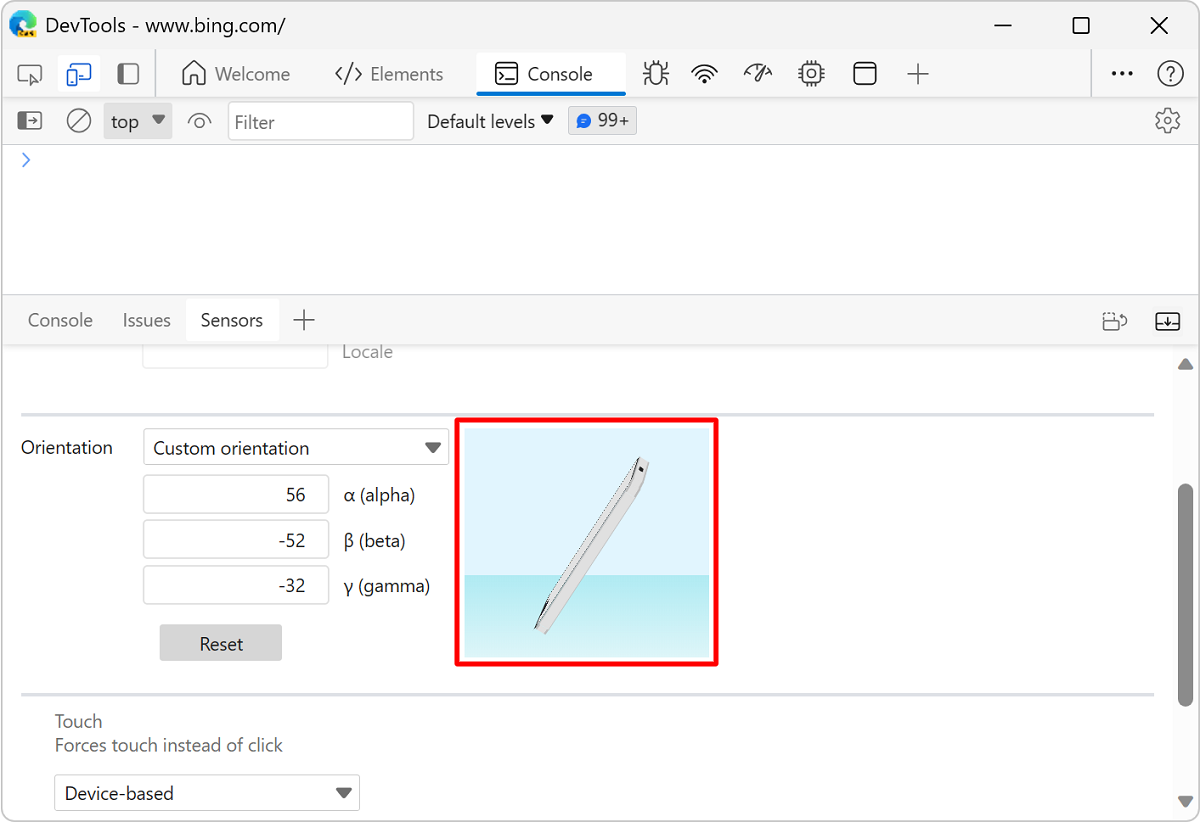 DevTools - www.bing.com/
Welcome
Elements
Console
top
Filter
Default levels
99+
Console
Issues
Sensors
Locale
Orientation
Custom orientation
56
α (alpha)
-52
β (beta)
-32
γ (gamma)
Reset
Touch
Forces touch instead of click
Device-based